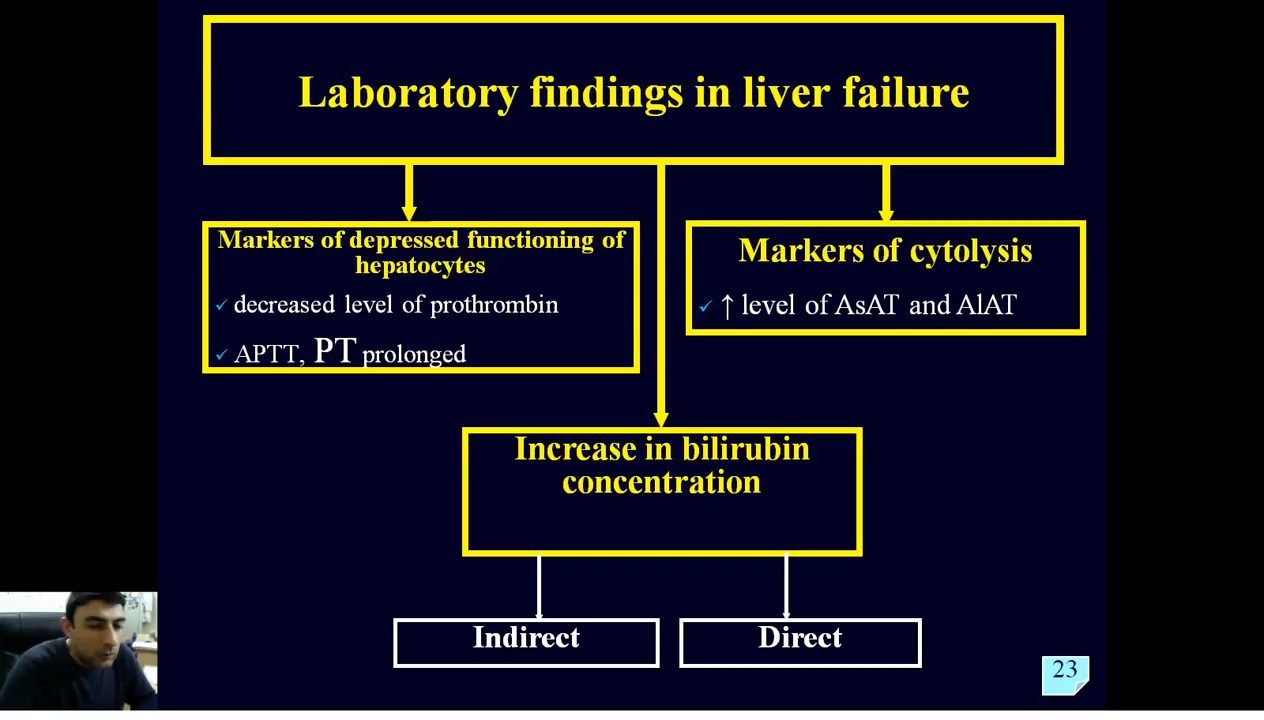 Laboratory findings in liver failure
Markers of depressed functioning of
hepatocytes
✓ decreased level of prothrombin
✓ APTT, PT prolonged
Markers of cytolysis
✓ ↑ level of AsAT and AlAT
Increase in bilirubin
concentration
Indirect
Direct
23